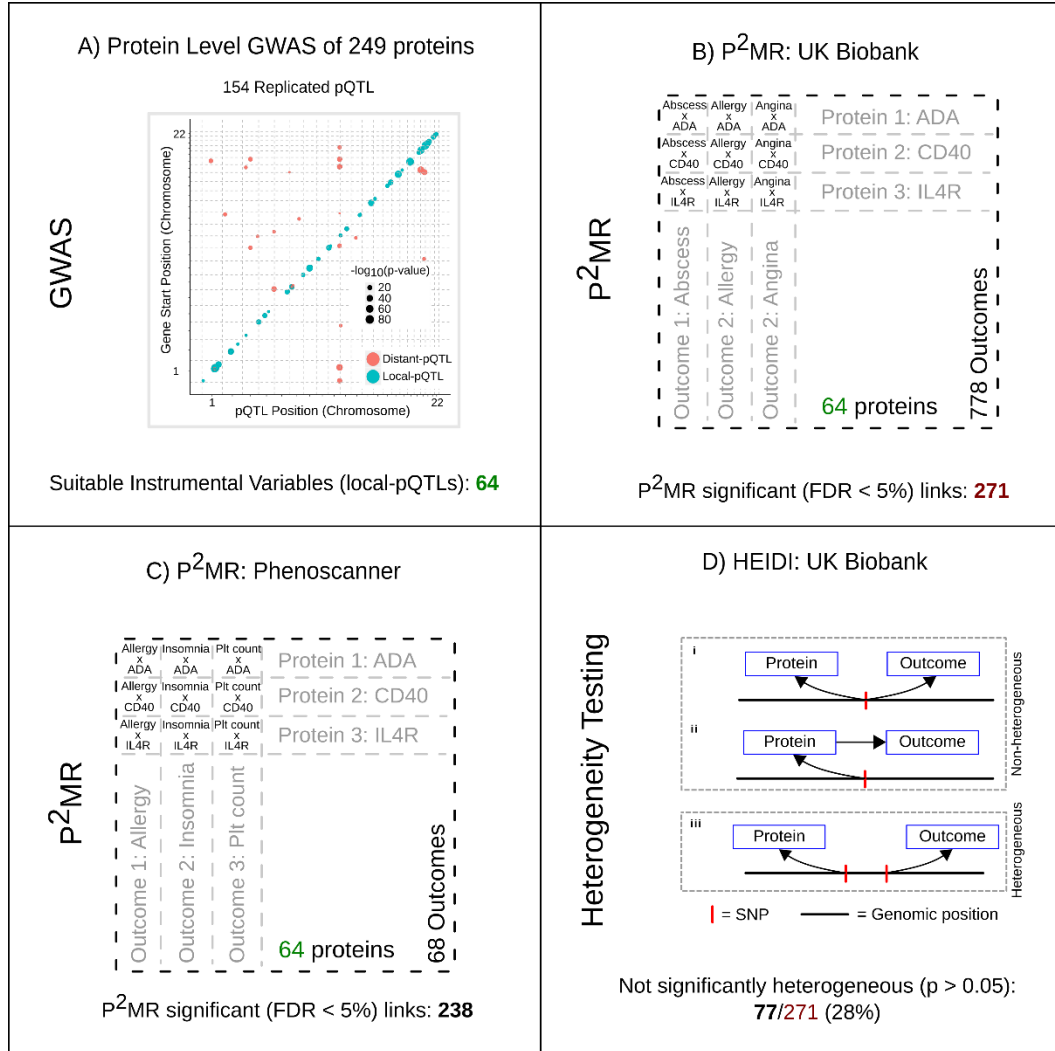 A) Protein Level GWAS of 249 proteins
154 Replicated pQTL
GWAS
Gene Start Position (Chromosome)
22
1
-log10(p-value)
20
40
60
80
Distant-pQTL
Local-pQTL
1
22
pQTL Position (Chromosome)
Suitable Instrumental Variables (local-pQTLs): 64
B) P2MR: UK Biobank
P2MR
Abscess x ADA
Allergy x ADA
Angina x ADA
Protein 1: ADA
Abscess x CD40
Allergy x CD40
Angina x CD40
Protein 2: CD40
Abscess x IL4R
Allergy x IL4R
Angina x IL4R
Protein 3: IL4R
Outcome 1: Abscess
Outcome 2: Allergy
Outcome 2: Angina
64 proteins
778 Outcomes
P2MR significant (FDR < 5%) links: 271
C) P2MR: Phenoscanner
P2MR
Allergy x ADA
Insomnia x ADA
Plt count x ADA
Protein 1: ADA
Allergy x CD40
Insomnia x CD40
Plt count x CD40
Protein 2: CD40
Allergy x IL4R
Insomnia x IL4R
Plt count x IL4R
Protein 3: IL4R
Outcome 1: Allergy
Outcome 2: Insomnia
Outcome 3: Plt count
64 proteins
68 Outcomes
P2MR significant (FDR < 5%) links: 238
D) HEIDI: UK Biobank
Heterogeneity Testing
i
Protein
Outcome
ii
Protein
Outcome
Non-heterogeneous
iii
Protein
Outcome
Heterogeneous
= SNP
= Genomic position
Not significantly heterogeneous (p > 0.05):
77/271 (28%)